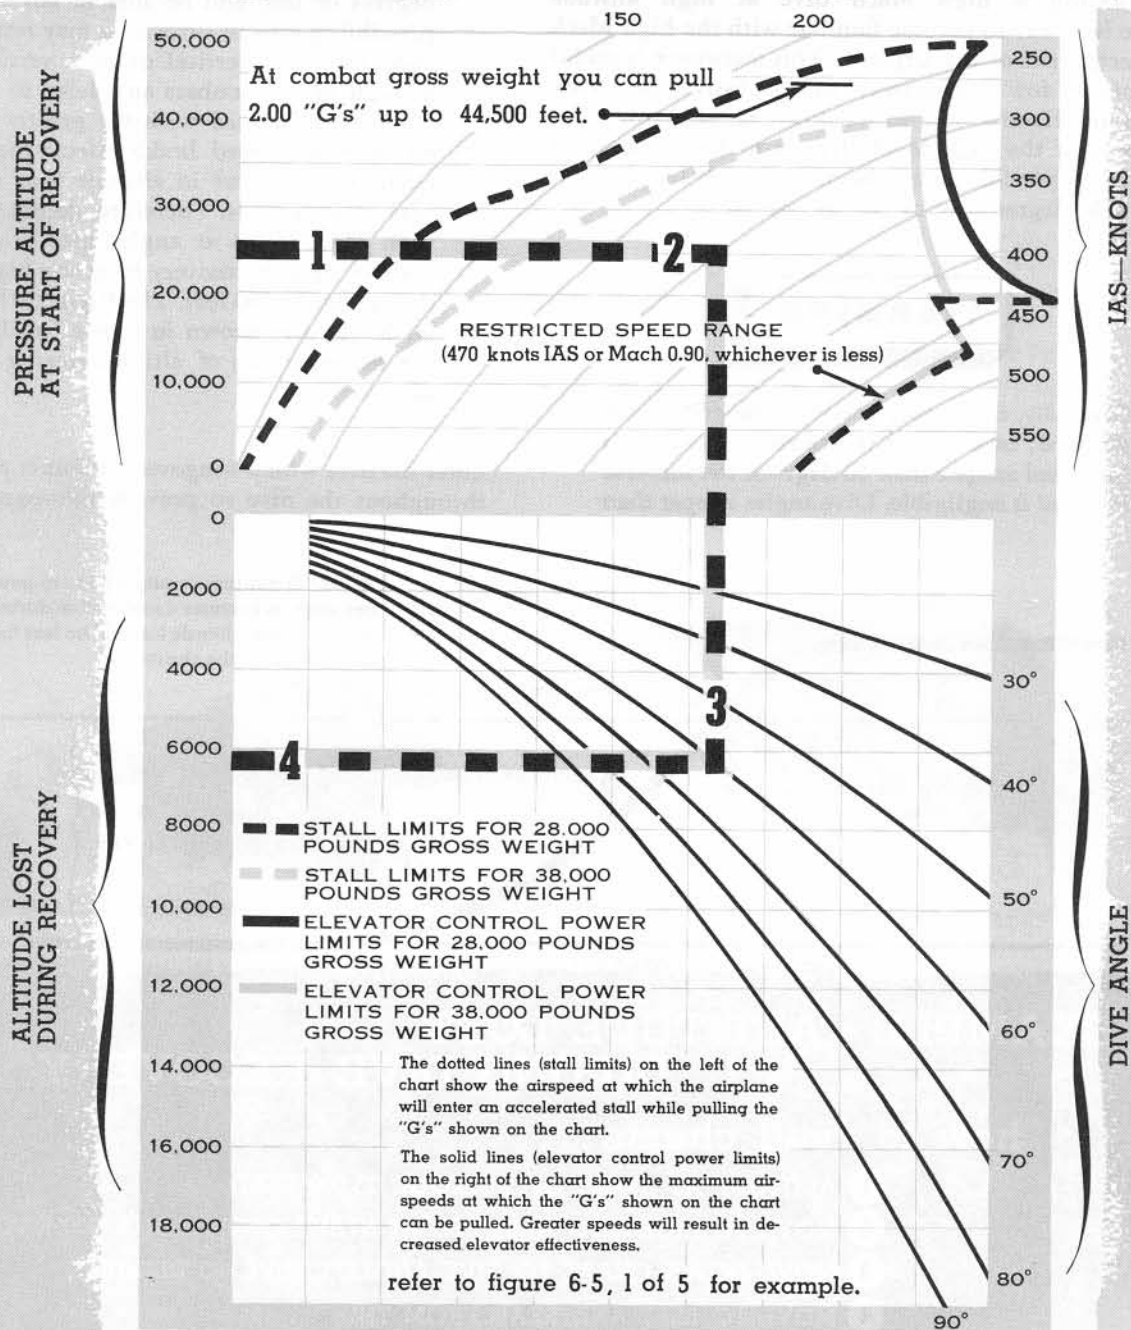 150 200
50,000
40,000
30,000
20,000
10,000
0
PRESSURE ALTITUDE
AT START OF RECOVERY
At combat gross weight you can pull
2.00 "G's" up to 44,500 feet.
1
2
RESTRICTED SPEED RANGE
(470 knots IAS or Mach 0.90, whichever is less)
250
300
350
400
450
500
550
IAS—KNOTS
0
2000
4000
6000
8000
10,000
12,000
14,000
16,000
18,000
ALTITUDE LOST
DURING RECOVERY
3
4
30°
40°
50°
60°
70°
80°
90°
DIVE ANGLE
STALL LIMITS FOR 28.000
POUNDS GROSS WEIGHT
STALL LIMITS FOR 38,000
POUNDS GROSS WEIGHT
ELEVATOR CONTROL POWER
LIMITS FOR 28,000 POUNDS
GROSS WEIGHT
ELEVATOR CONTROL POWER
LIMITS FOR 38,000 POUNDS
GROSS WEIGHT
The dotted lines (stall limits) on the left of the
chart show the airspeed at which the airplane
will enter an accelerated stall while pulling the
"G's" shown on the chart.
The solid lines (elevator control power limits)
on the right of the chart show the maximum air-
speeds at which the "G's" shown on the chart
can be pulled. Greater speeds will result in de-
creased elevator effectiveness.
refer to figure 6-5, 1 of 5 for example.